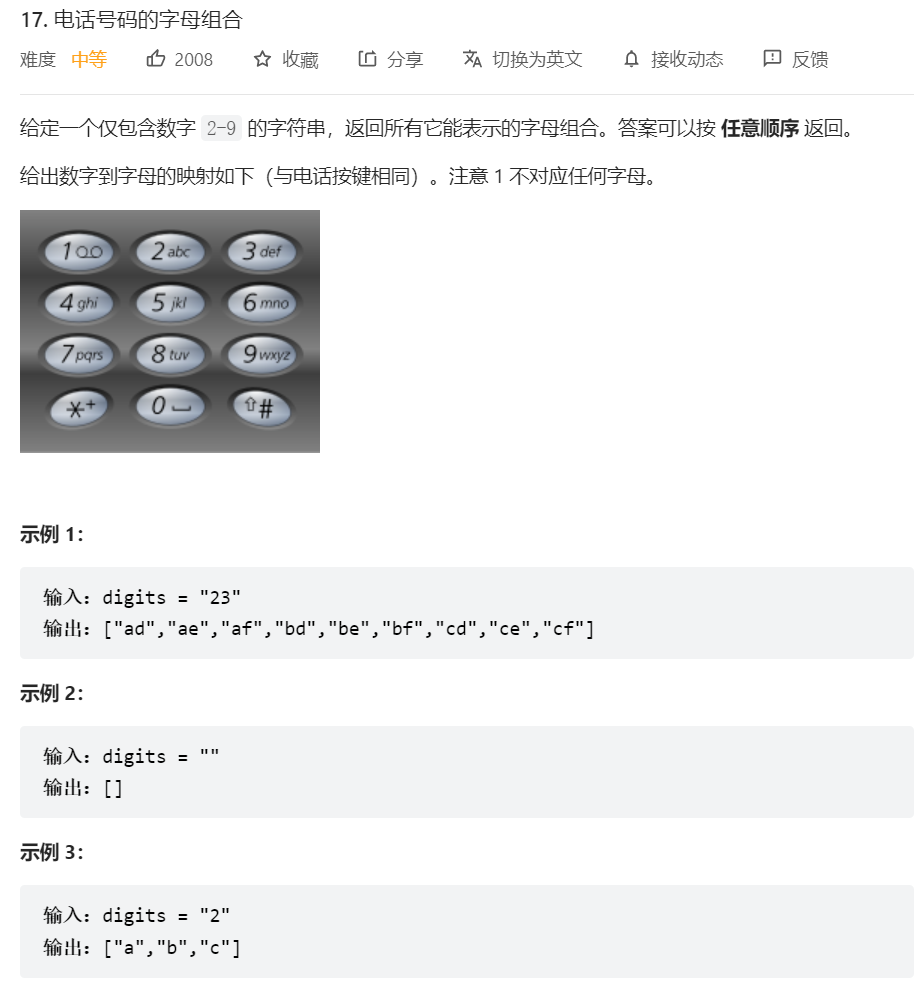 17. 电话号码的字母组合
难度 中等 2008 收藏 分享 切换为英文 接收动态 反馈
给定一个仅包含数字 2-9 的字符串，返回所有它能表示的字母组合。答案可以按 任意顺序 返回。
给出数字到字母的映射如下（与电话按键相同）。注意 1 不对应任何字母。
1 2 abc 3 def
4 ghi 5 jkl 6 mno
7 pqrs 8 tuv 9 wxyz
*+ 0 #
示例 1：
输入：digits = "23"
输出：["ad","ae","af","bd","be","bf","cd","ce","cf"]
示例 2：
输入：digits = ""
输出：[]
示例 3：
输入：digits = "2"
输出：["a","b","c"]